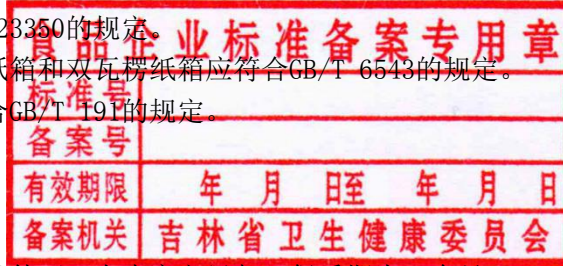 23350的规定。
食品企业标准备案专用章
纸箱和双瓦楞纸箱应符合GB/T 6543的规定。
标准号
合GB/T 191的规定。
备案号
有效期限 年 月 日至 年 月 日
备案机关 吉林省卫生健康委员会